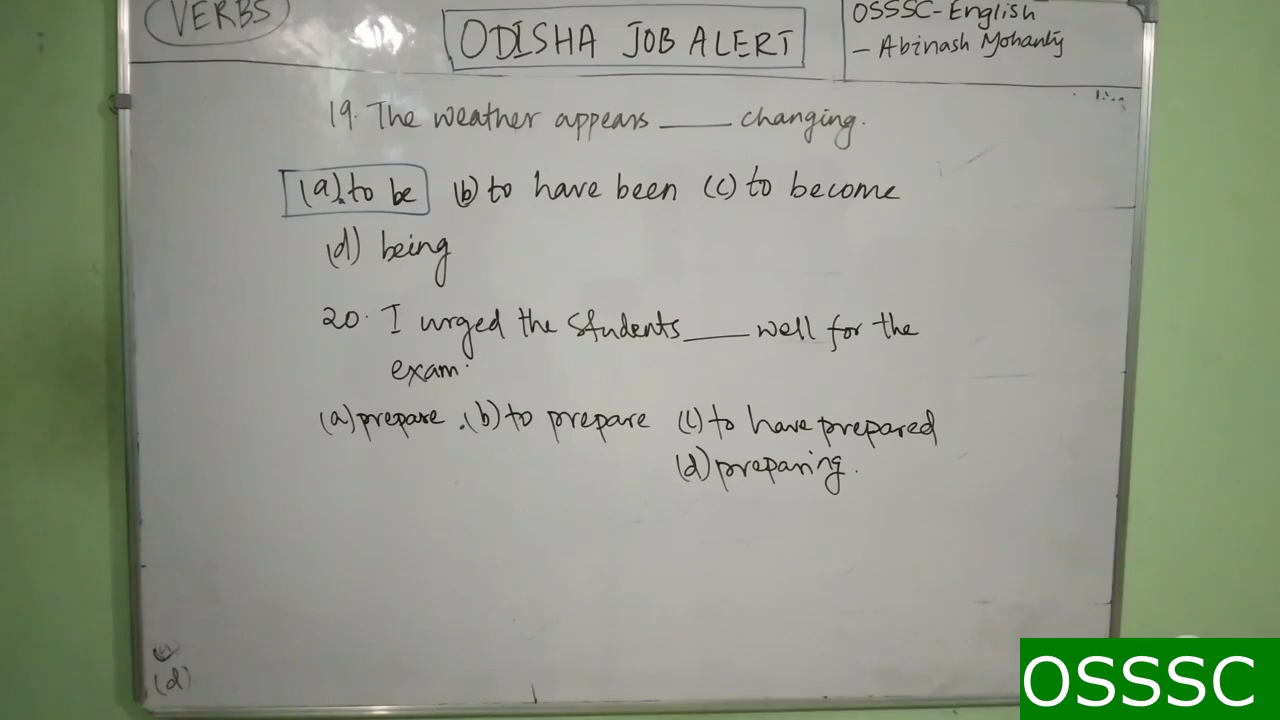 VERBS
ODISHA JOB ALERT
OSSSC-English
- Abinash Mohanty
19. The weather appears ____ changing.
(a) to be (b) to have been (c) to become
(d) being
20. I urged the students ____ well for the
exam.
(a) prepare (b) to prepare (c) to have prepared
(d) preparing.
(d)
OSSSC